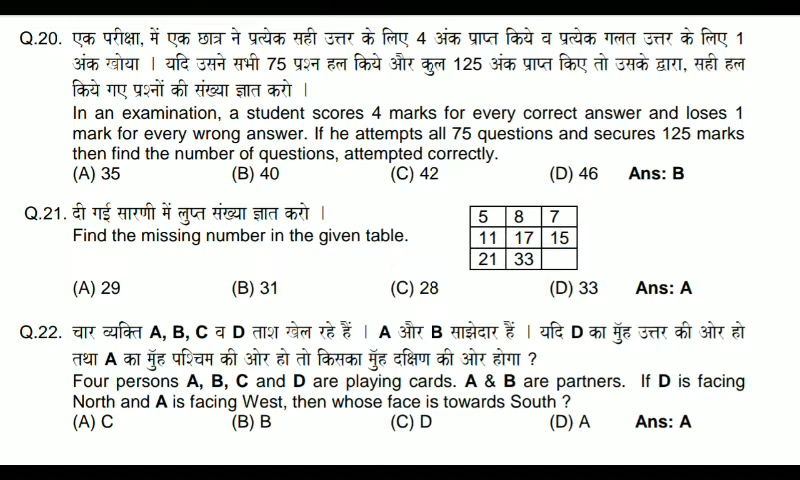 Q.20. एक परीक्षा, में एक छात्र ने प्रत्येक सही उत्तर के लिए 4 अंक प्राप्त किये व प्रत्येक गलत उत्तर के लिए 1
अंक खोया । यदि उसने सभी 75 प्रश्न हल किये और कुल 125 अंक प्राप्त किए तो उसके द्वारा, सही हल
किये गए प्रश्नों की संख्या ज्ञात करो ।
In an examination, a student scores 4 marks for every correct answer and loses 1
mark for every wrong answer. If he attempts all 75 questions and secures 125 marks
then find the number of questions, attempted correctly.
(A) 35 (B) 40 (C) 42 (D) 46 Ans: B
Q.21. दी गई सारणी में लुप्त संख्या ज्ञात करो ।
Find the missing number in the given table.
5 8 7
11 17 15
21 33
(A) 29 (B) 31 (C) 28 (D) 33 Ans: A
Q.22. चार व्यक्ति A, B, C व D ताश खेल रहे हैं । A और B साझेदार हैं । यदि D का मुँह उत्तर की ओर हो
तथा A का मुँह पश्चिम की ओर हो तो किसका मुँह दक्षिण की ओर होगा ?
Four persons A, B, C and D are playing cards. A & B are partners. If D is facing
North and A is facing West, then whose face is towards South ?
(A) C (B) B (C) D (D) A Ans: A